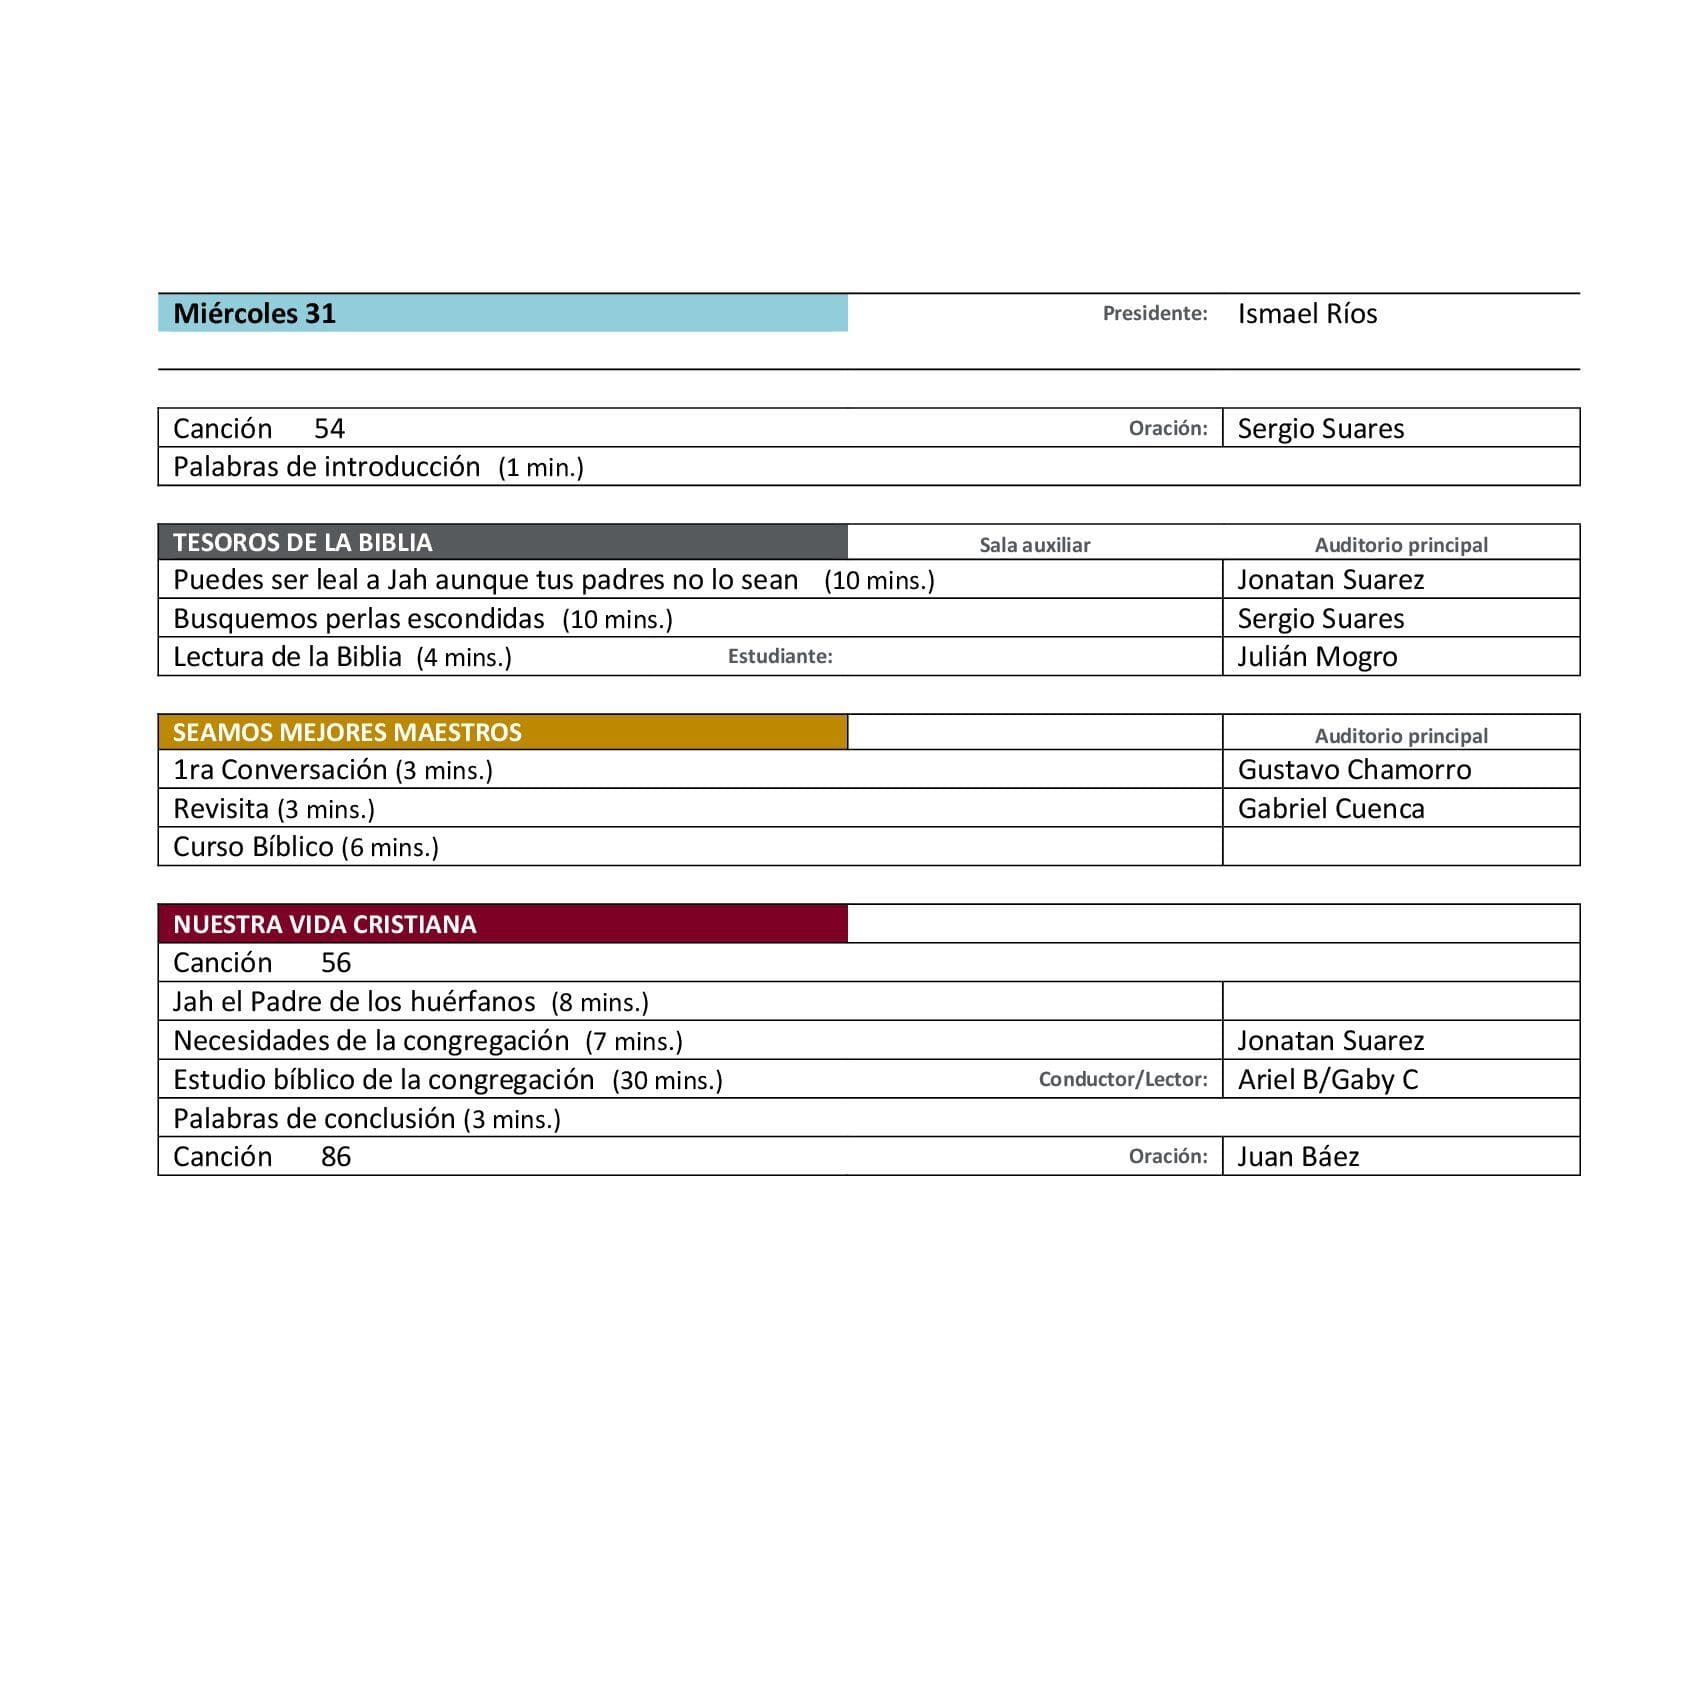 Miércoles 31 Presidente: Ismael Ríos
Canción 54 Oración: Sergio Suares
Palabras de introducción (1 min.)
TESOROS DE LA BIBLIA Sala auxiliar Auditorio principal
Puedes ser leal a Jah aunque tus padres no lo sean (10 mins.) Jonatan Suarez
Busquemos perlas escondidas (10 mins.) Sergio Suares
Lectura de la Biblia (4 mins.) Estudiante: Julián Mogro
SEAMOS MEJORES MAESTROS Auditorio principal
1ra Conversación (3 mins.) Gustavo Chamorro
Revisita (3 mins.) Gabriel Cuenca
Curso Bíblico (6 mins.)
NUESTRA VIDA CRISTIANA
Canción 56
Jah el Padre de los huérfanos (8 mins.)
Necesidades de la congregación (7 mins.) Jonatan Suarez
Estudio bíblico de la congregación (30 mins.) Conductor/Lector: Ariel B/Gaby C
Palabras de conclusión (3 mins.)
Canción 86 Oración: Juan Báez